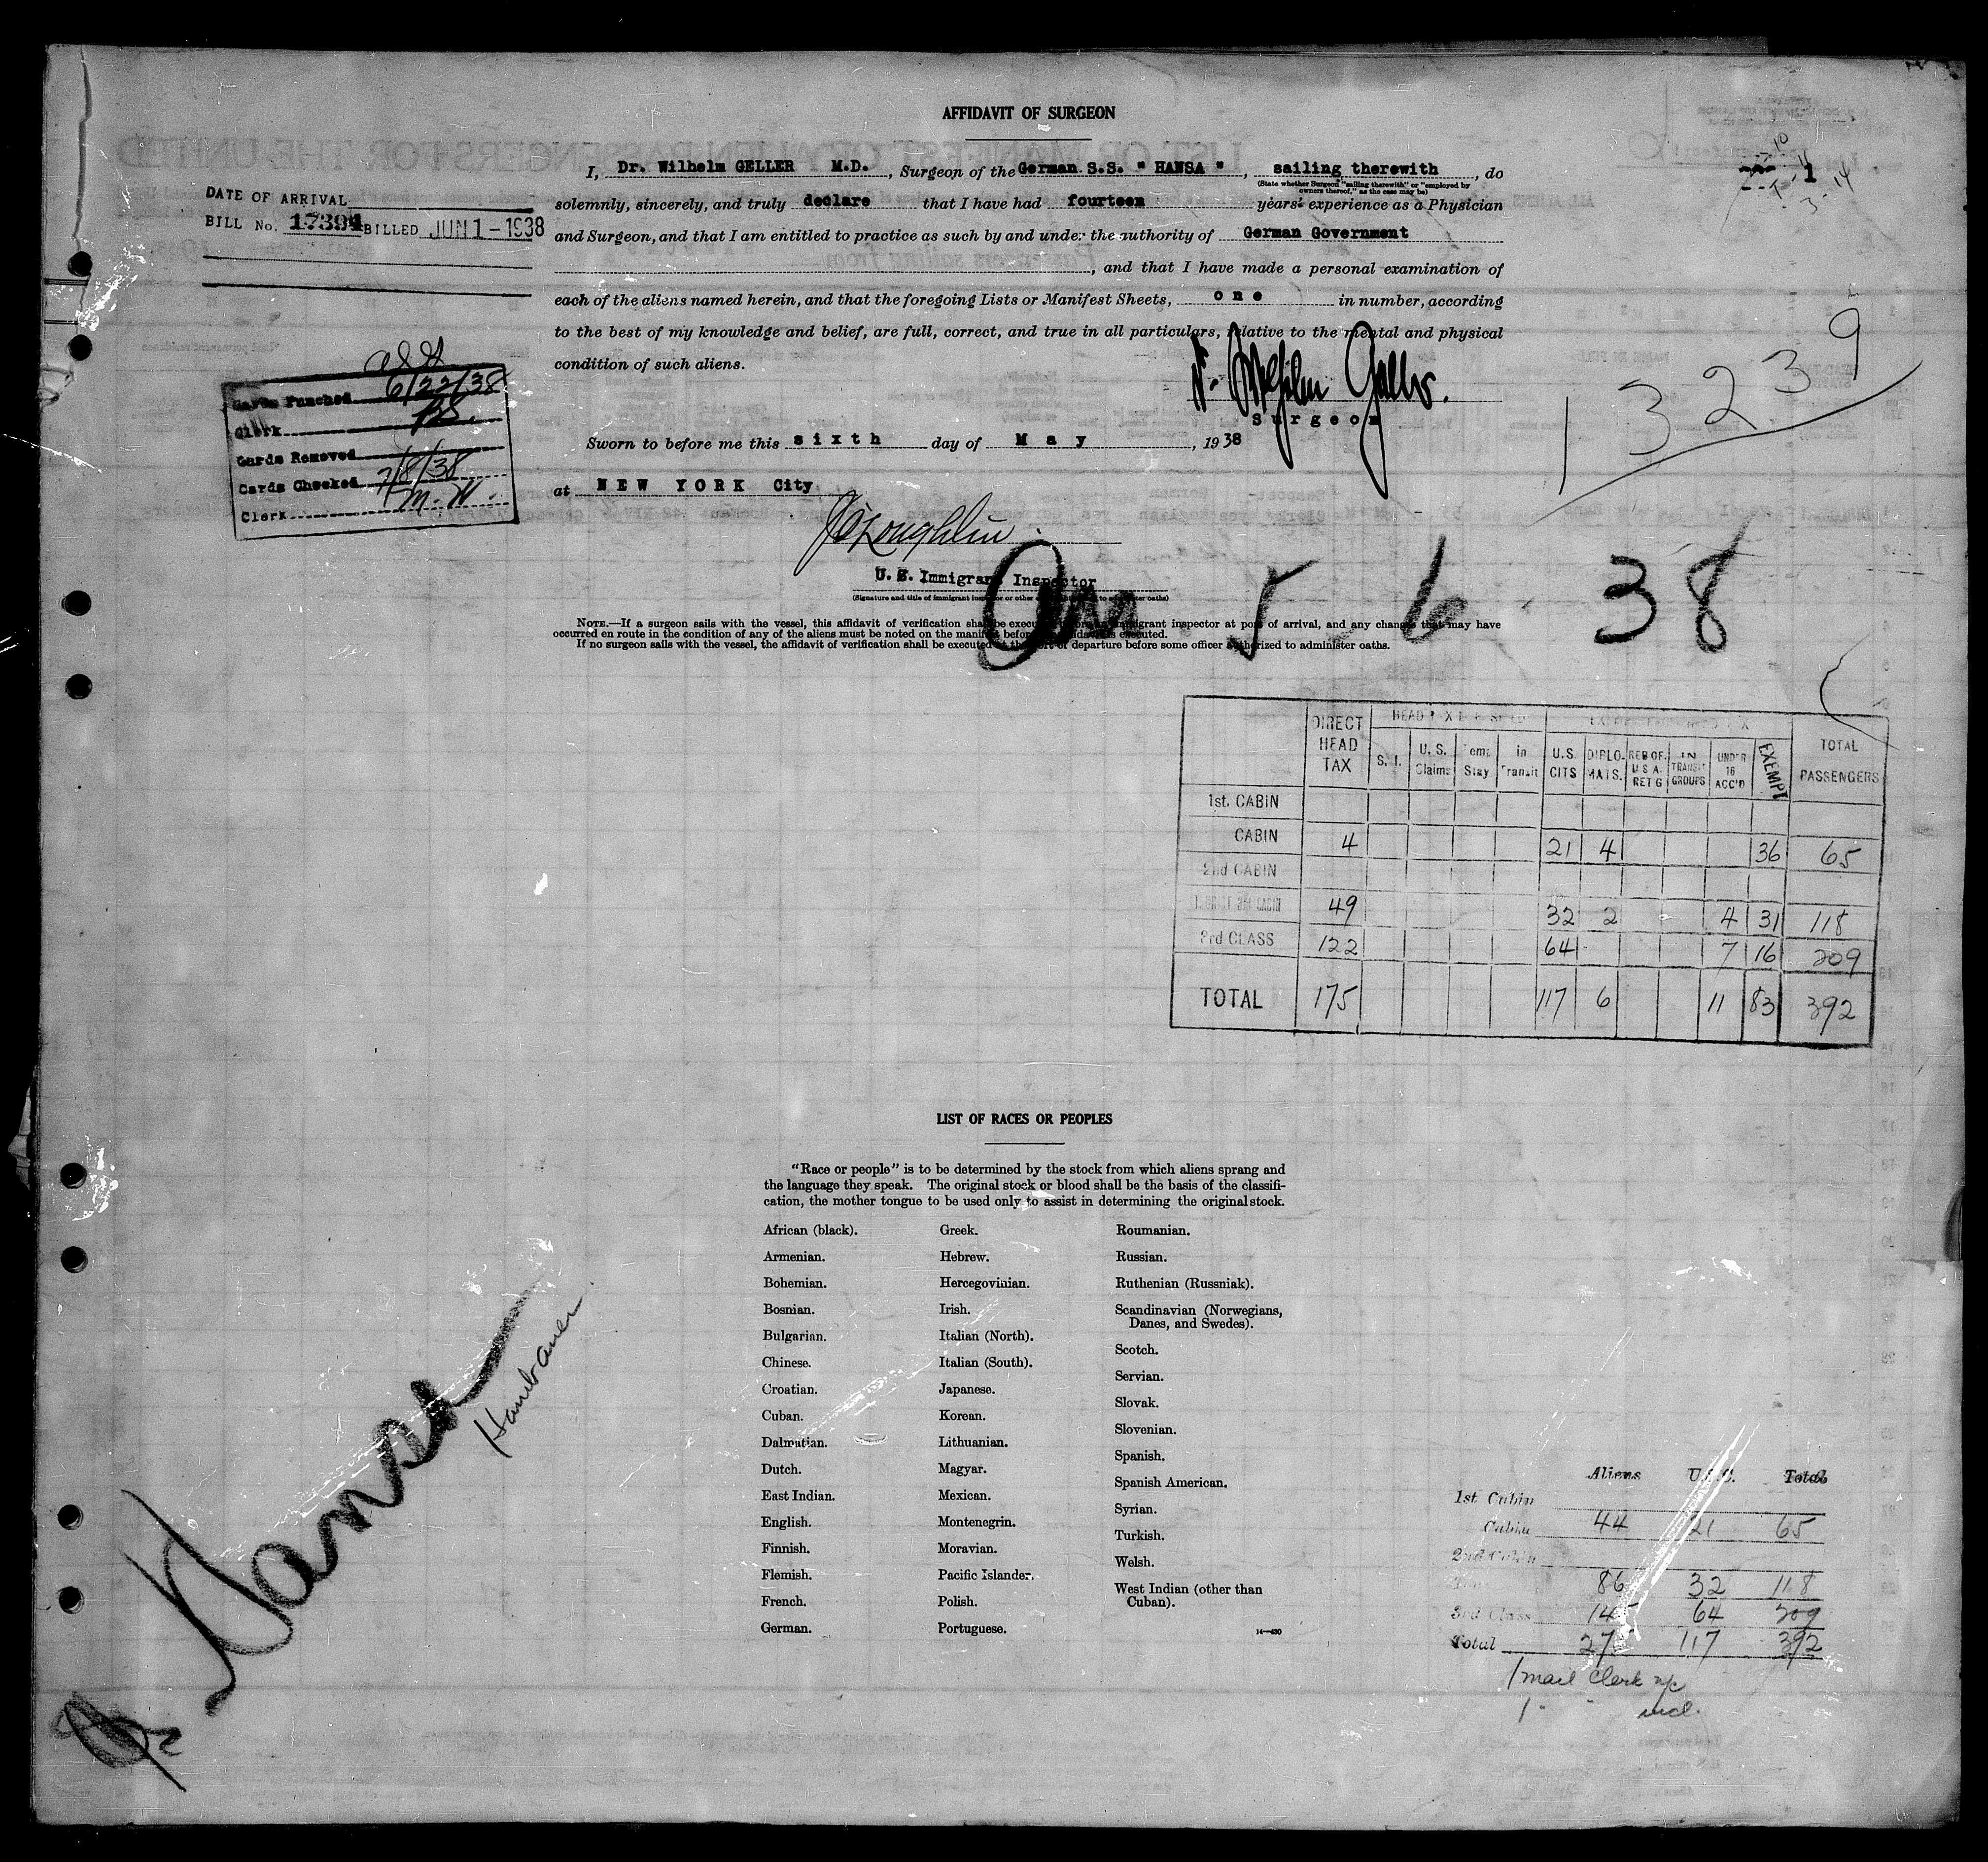 AFFIDAVIT OF SURGEON
I, Dr. Wilhelm GELLER M.D., Surgeon of the German S.S. " HANSA ", sailing therewith, do
(State whether Surgeon "sailing therewith" or "employed by owners thereof," as the case may be)
solemnly, sincerely, and truly declare that I have had fourteen years' experience as a Physician
and Surgeon, and that I am entitled to practice as such by and under the authority of German Government
, and that I have made a personal examination of
each of the aliens named herein, and that the foregoing Lists or Manifest Sheets, one in number, according
to the best of my knowledge and belief, are full, correct, and true in all particulars, relative to the mental and physical
condition of such aliens.
Surgeon
Sworn to before me this sixth day of May, 1938
at NEW YORK City
U. S. Immigrant Inspector
(Signature and title of immigrant inspector or other to administer oaths)
NOTE.—If a surgeon sails with the vessel, this affidavit of verification shall be executed immigrant inspector at port of arrival, and any changes that may have
occurred en route in the condition of any of the aliens must be noted on the manifest before affidavit is executed.
If no surgeon sails with the vessel, the affidavit of verification shall be executed at the port of departure before some officer authorized to administer oaths.
DATE OF ARRIVAL
BILL No. 17394 BILLED JUN 1-1938
Cards Punched 6/22/38
Clerk
Cards Removed
Cards Checked 7/8/38
Clerk M. W.
1
13239
5 6 38
DIRECT HEAD TAX
S.I. U.S. Claims Temp Stay in Transit U.S. CITS DIPLO. MATS. REB OF. U S A. RET G IN TRANSIT GROUPS UNDER 16 ACC'D EXEMPT TOTAL PASSENGERS
1st. CABIN
CABIN 4 21 4 36 65
2nd CABIN
49 32 2 4 31 118
3rd CLASS 122 64 7 16 209
TOTAL 175 117 6 11 83 392
LIST OF RACES OR PEOPLES
"Race or people" is to be determined by the stock from which aliens sprang and
the language they speak. The original stock or blood shall be the basis of the classifi-
cation, the mother tongue to be used only to assist in determining the original stock.
African (black).
Armenian.
Bohemian.
Bosnian.
Bulgarian.
Chinese.
Croatian.
Cuban.
Dalmatian.
Dutch.
East Indian.
English.
Finnish.
Flemish.
French.
German.
Greek.
Hebrew.
Hercegovinian.
Irish.
Italian (North).
Italian (South).
Japanese.
Korean.
Lithuanian.
Magyar.
Mexican.
Montenegrin.
Moravian.
Pacific Islander.
Polish.
Portuguese.
Roumanian.
Russian.
Ruthenian (Russniak).
Scandinavian (Norwegians,
Danes, and Swedes).
Scotch.
Servian.
Slovak.
Slovenian.
Spanish.
Spanish American.
Syrian.
Turkish.
Welsh.
West Indian (other than
Cuban).
14—430
Hansa
Aliens U.S.C. Total
1st Cabin
Cabin 44 21 65
2nd Cabin
86 32 118
3rd Class 145 64 209
Total 275 117 392
1 mail clerk n/c
1 " " incl.